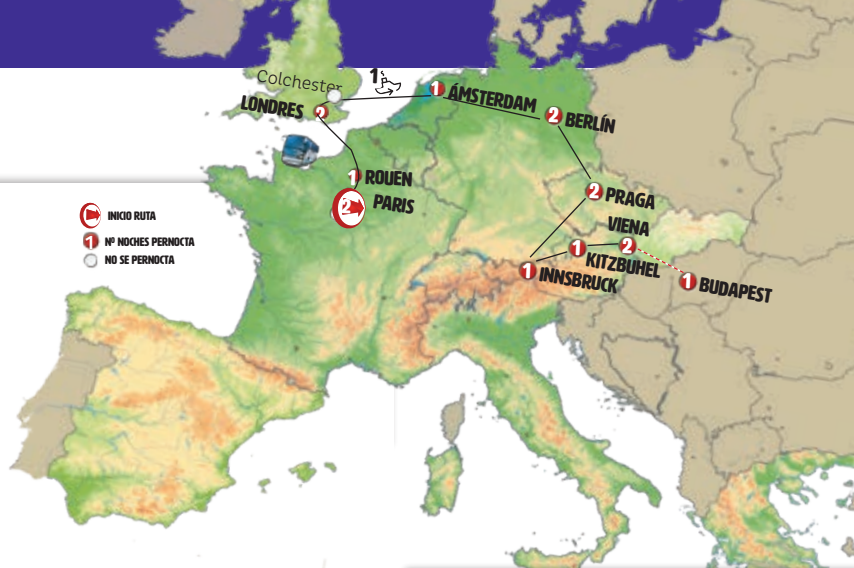 Colchester
1
1 ÁMSTERDAM
LONDRES 2
2 BERLÍN
1 ROUEN
2 PARIS
2 PRAGA
INICIO RUTA
1 Nº NOCHES PERNOCTA
NO SE PERNOCTA
VIENA
2
1 KITZBUHEL
1 INNSBRUCK
1 BUDAPEST